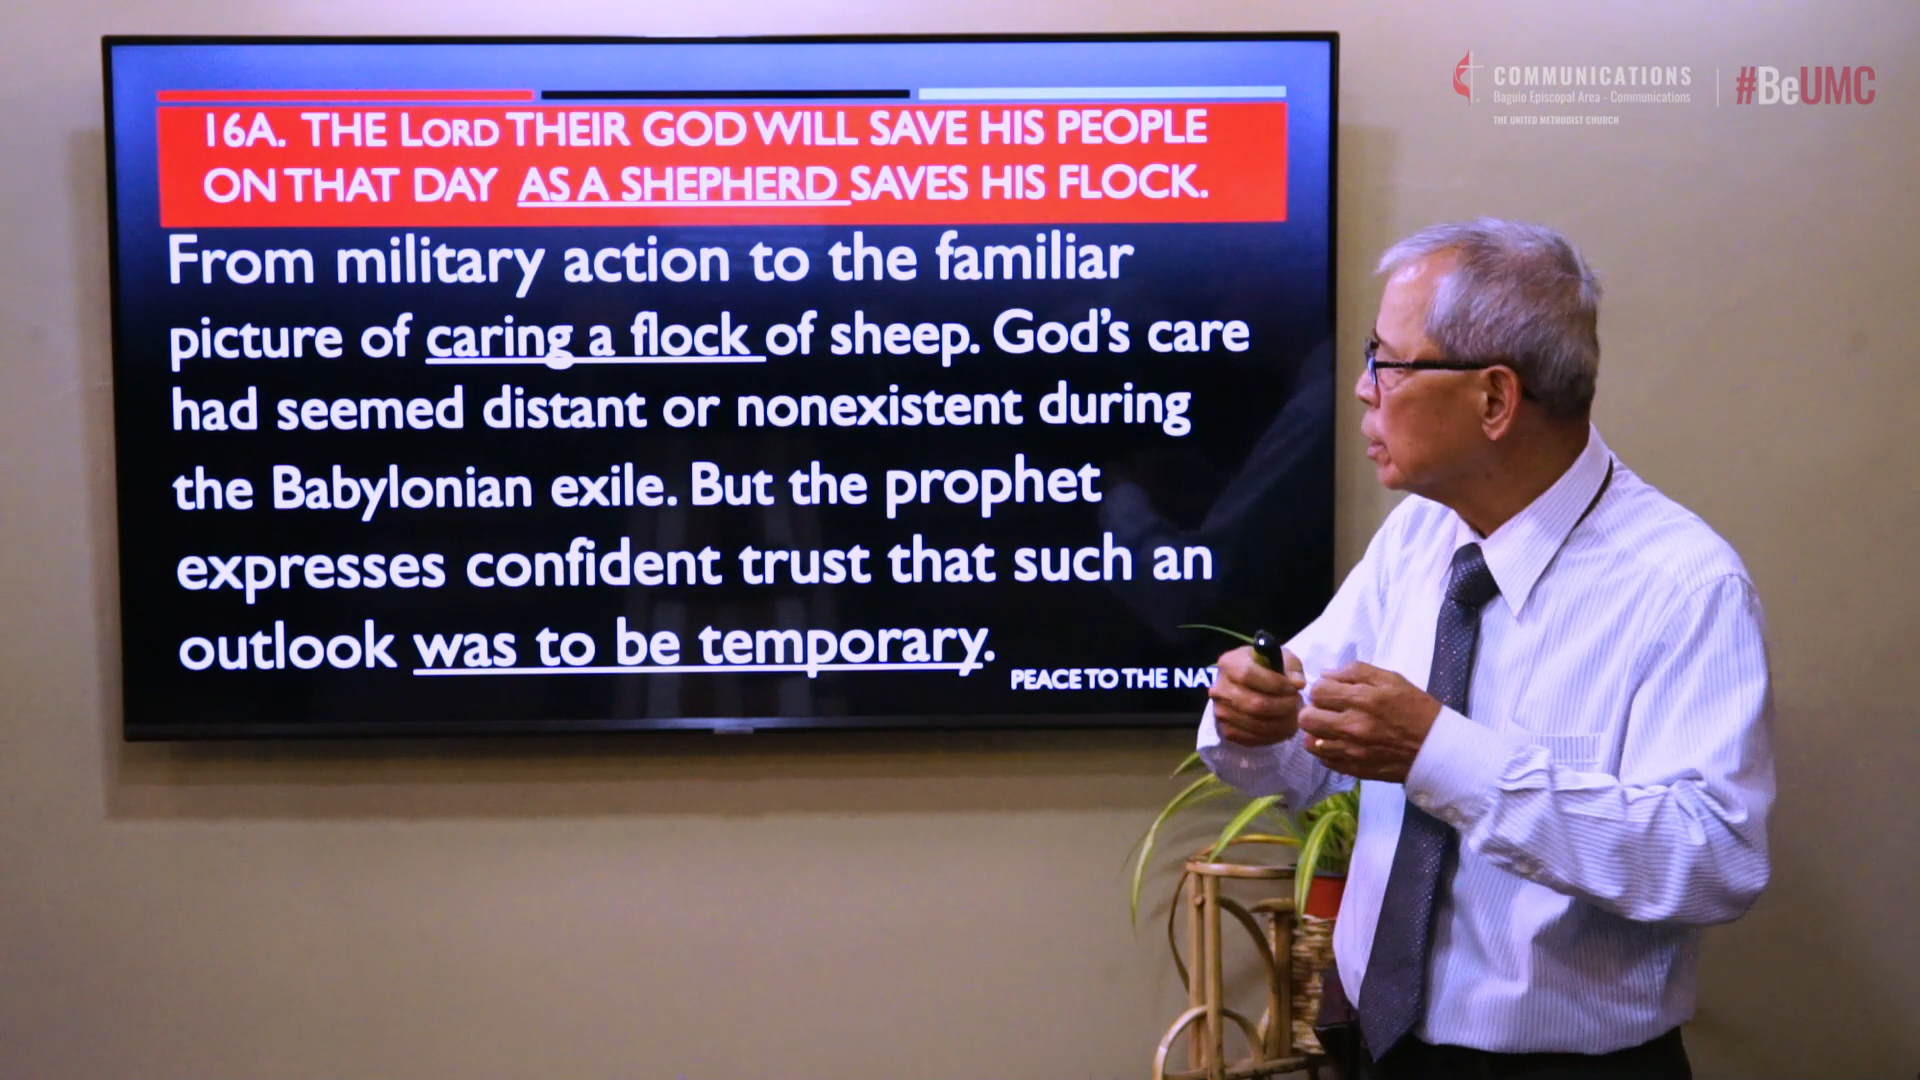 16A. THE LORD THEIR GOD WILL SAVE HIS PEOPLE
ON THAT DAY AS A SHEPHERD SAVES HIS FLOCK.
From military action to the familiar
picture of caring a flock of sheep. God’s care
had seemed distant or nonexistent during
the Babylonian exile. But the prophet
expresses confident trust that such an
outlook was to be temporary.
PEACE TO THE NAT
COMMUNICATIONS
Baguio Episcopal Area - Communications
THE UNITED METHODIST CHURCH
#BeUMC